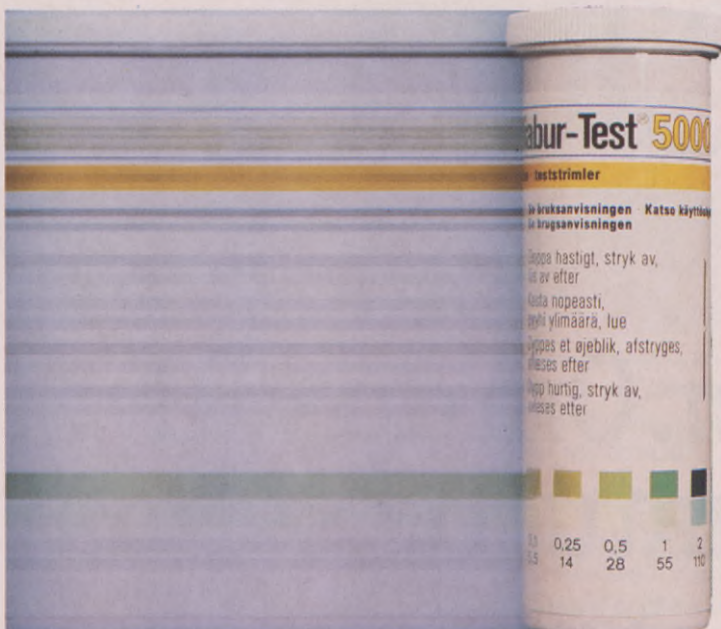 abur-Test® 5000
teststrimler
bruksanvisningen Katso
brugsanvisningen
hastigt, stryk av,
av efter
nopeasti,
ylimäärä, lue
et øjeblik, afstryges,
efter
hurtig, stryk av,
etter
0,25 0,5 1 2
14 28 55 110